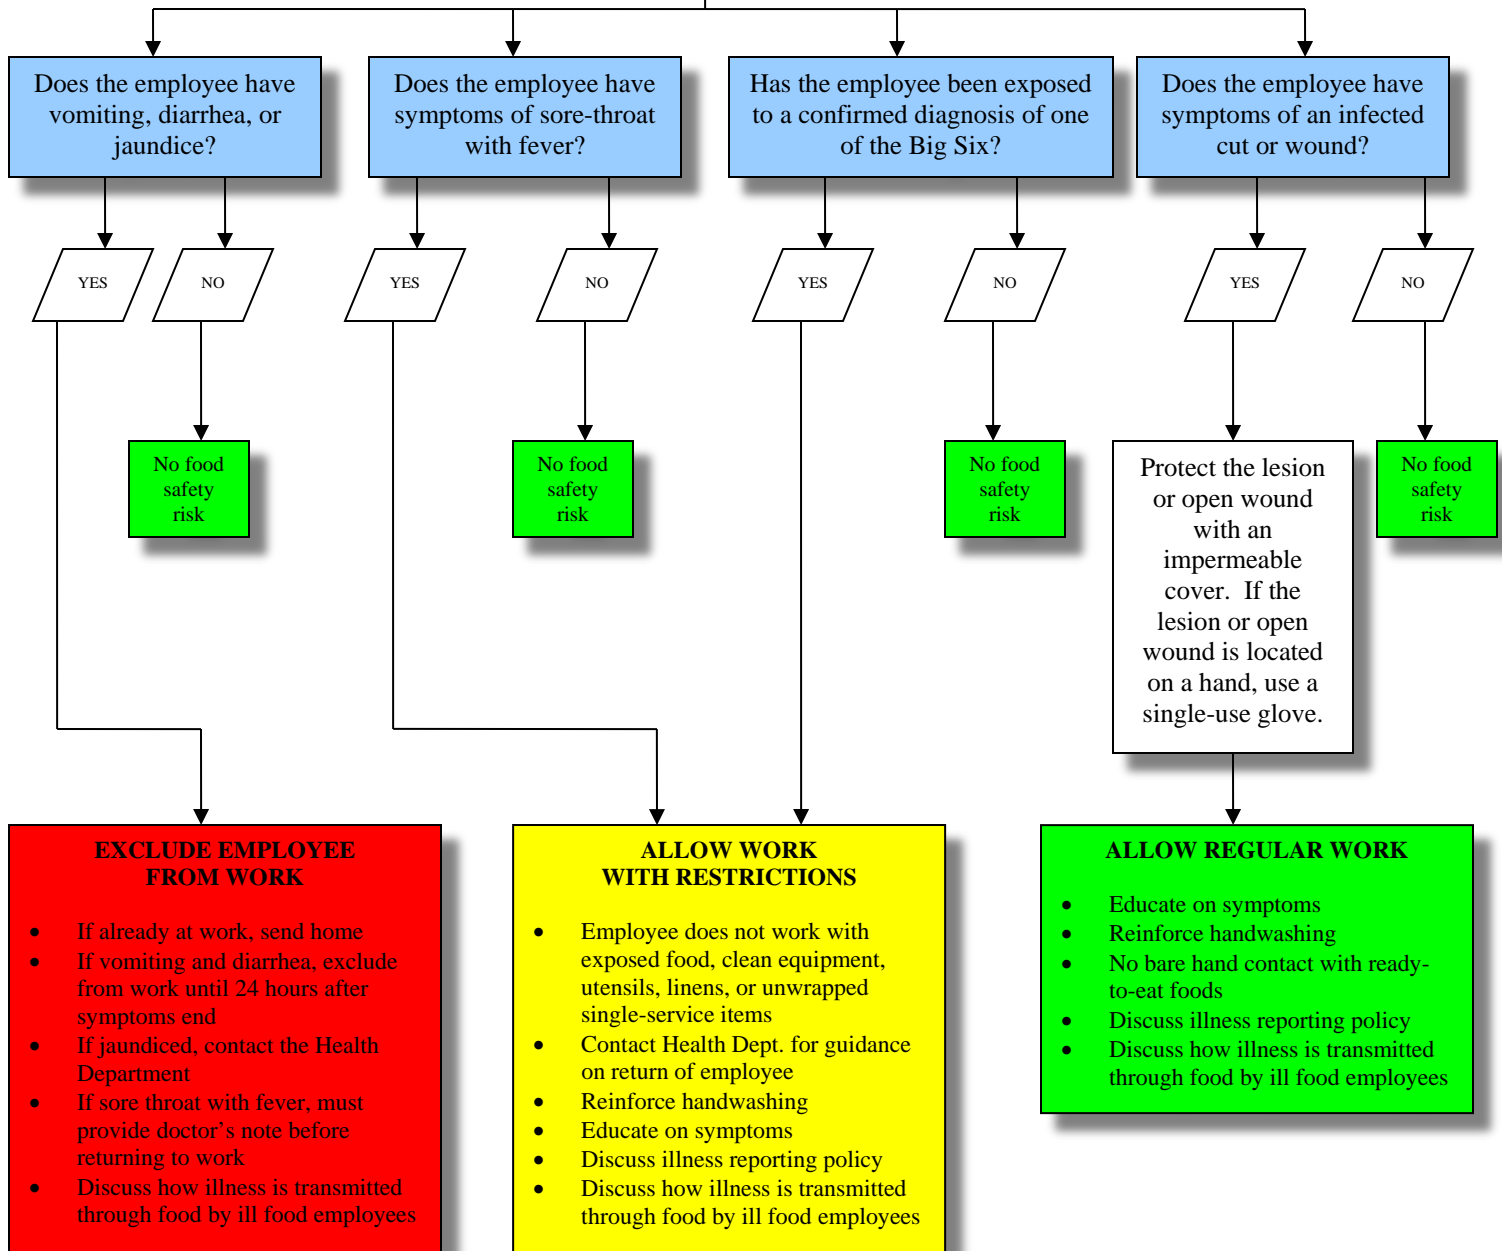 Does the employee have
vomiting, diarrhea, or
jaundice?
Does the employee have
symptoms of sore-throat
with fever?
Has the employee been exposed
to a confirmed diagnosis of one
of the Big Six?
Does the employee have
symptoms of an infected
cut or wound?
YES
NO
YES
NO
YES
NO
YES
NO
No food
safety
risk
No food
safety
risk
No food
safety
risk
Protect the lesion
or open wound
with an
impermeable
cover.  If the
lesion or open
wound is located
on a hand, use a
single-use glove.
No food
safety
risk
EXCLUDE EMPLOYEE
FROM WORK
• If already at work, send home
• If vomiting and diarrhea, exclude
from work until 24 hours after
symptoms end
• If jaundiced, contact the Health
Department
• If sore throat with fever, must
provide doctor’s note before
returning to work
• Discuss how illness is transmitted
through food by ill food employees
ALLOW WORK
WITH RESTRICTIONS
• Employee does not work with
exposed food, clean equipment,
utensils, linens, or unwrapped
single-service items
• Contact Health Dept. for guidance
on return of employee
• Reinforce handwashing
• Educate on symptoms
• Discuss illness reporting policy
• Discuss how illness is transmitted
through food by ill food employees
ALLOW REGULAR WORK
• Educate on symptoms
• Reinforce handwashing
• No bare hand contact with ready-
to-eat foods
• Discuss illness reporting policy
• Discuss how illness is transmitted
through food by ill food employees